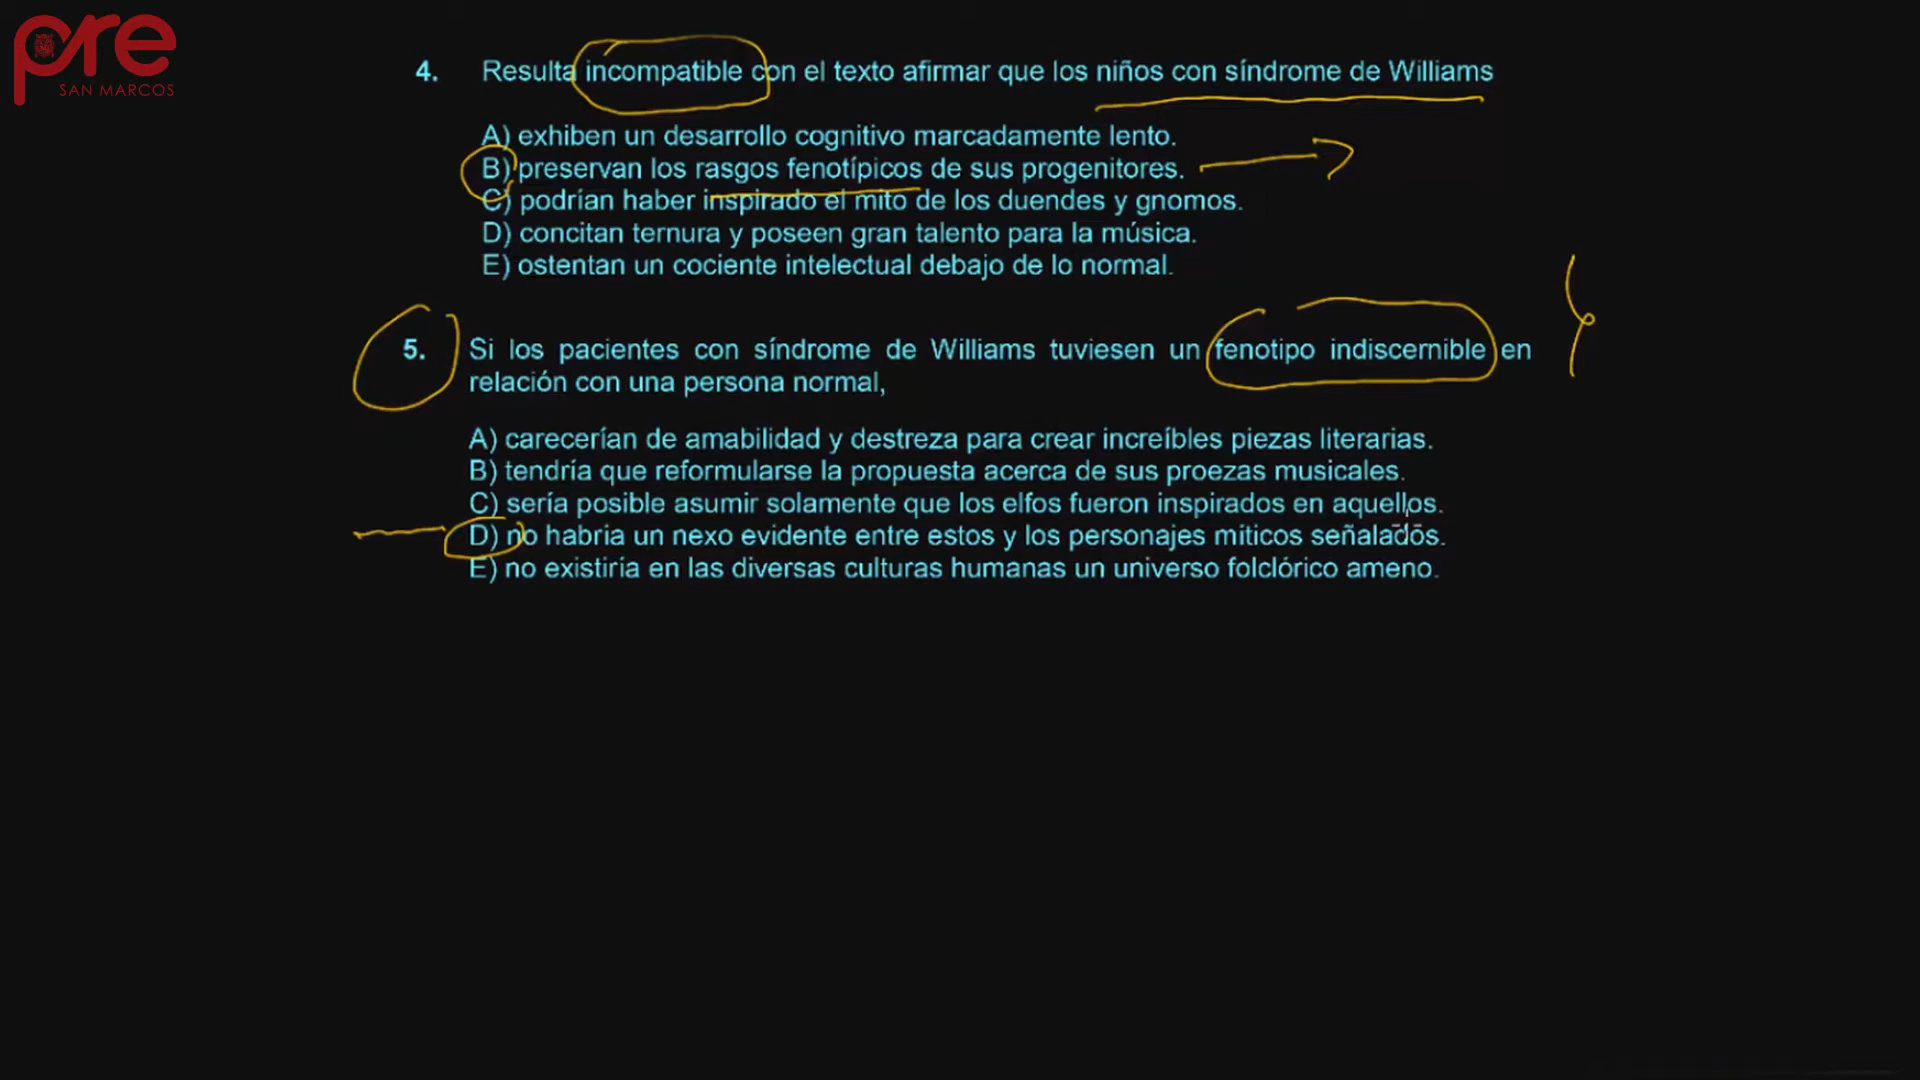 pre
SAN MARCOS
4. Resulta incompatible con el texto afirmar que los niños con síndrome de Williams
A) exhiben un desarrollo cognitivo marcadamente lento.
B) preservan los rasgos fenotípicos de sus progenitores.
C) podrían haber inspirado el mito de los duendes y gnomos.
D) concitan ternura y poseen gran talento para la música.
E) ostentan un cociente intelectual debajo de lo normal.
5. Si los pacientes con síndrome de Williams tuviesen un fenotipo indiscernible en
relación con una persona normal,
A) carecerían de amabilidad y destreza para crear increíbles piezas literarias.
B) tendría que reformularse la propuesta acerca de sus proezas musicales.
C) sería posible asumir solamente que los elfos fueron inspirados en aquellos.
D) no habría un nexo evidente entre estos y los personajes míticos señalados.
E) no existiría en las diversas culturas humanas un universo folclórico ameno.